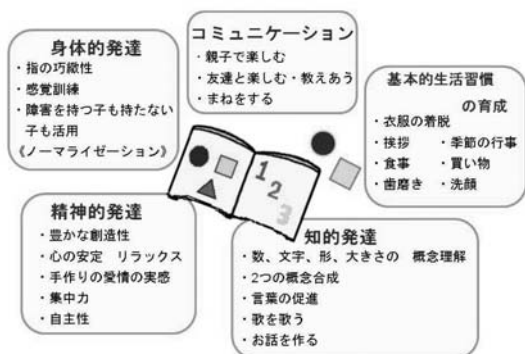 身体的発達
・指の巧緻性
・感覚訓練
・障害を持つ子も持たない
子も活用
《ノーマライゼーション》
コミュニケーション
・親子で楽しむ
・友達と楽しむ・教えあう
・まねをする
基本的生活習慣
の育成
・衣服の着脱
・挨拶 ・季節の行事
・食事 ・買い物
・歯磨き ・洗顔
1
2
3
精神的発達
・豊かな創造性
・心の安定 リラックス
・手作りの愛情の実感
・集中力
・自主性
知的発達
・数、文字、形、大きさの 概念理解
・2つの概念合成
・言葉の促進
・歌を歌う
・お話を作る